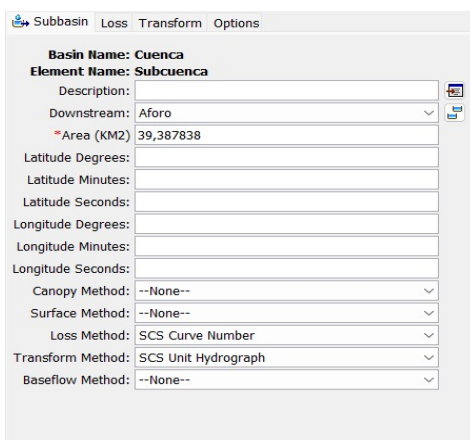 Subbasin Loss Transform Options
Basin Name: Cuenca
Element Name: Subcuenca
Description:
Downstream: Aforo
*Area (KM2) 39,387838
Latitude Degrees:
Latitude Minutes:
Latitude Seconds:
Longitude Degrees:
Longitude Minutes:
Longitude Seconds:
Canopy Method: --None--
Surface Method: --None--
Loss Method: SCS Curve Number
Transform Method: SCS Unit Hydrograph
Baseflow Method: --None--